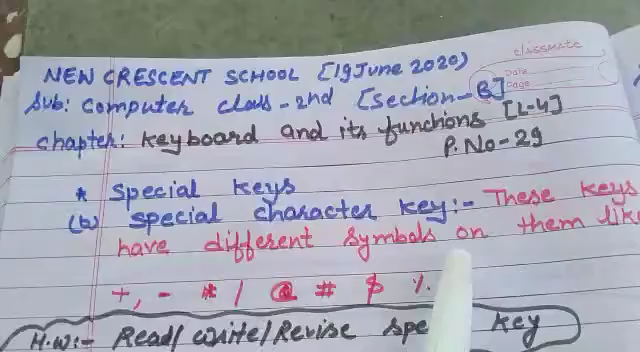 classmate
Date
Page
NEW CRESCENT SCHOOL [19 June 2020)
Sub: Computer class - 2nd [Section - B]
chapter: keyboard and its functions [L-4]
P. No - 29
* Special keys
(b) special character key:- These keys
have different symbols on them like
+, - * / @ # $ %.
H.W:- Read/write/Revise spe key